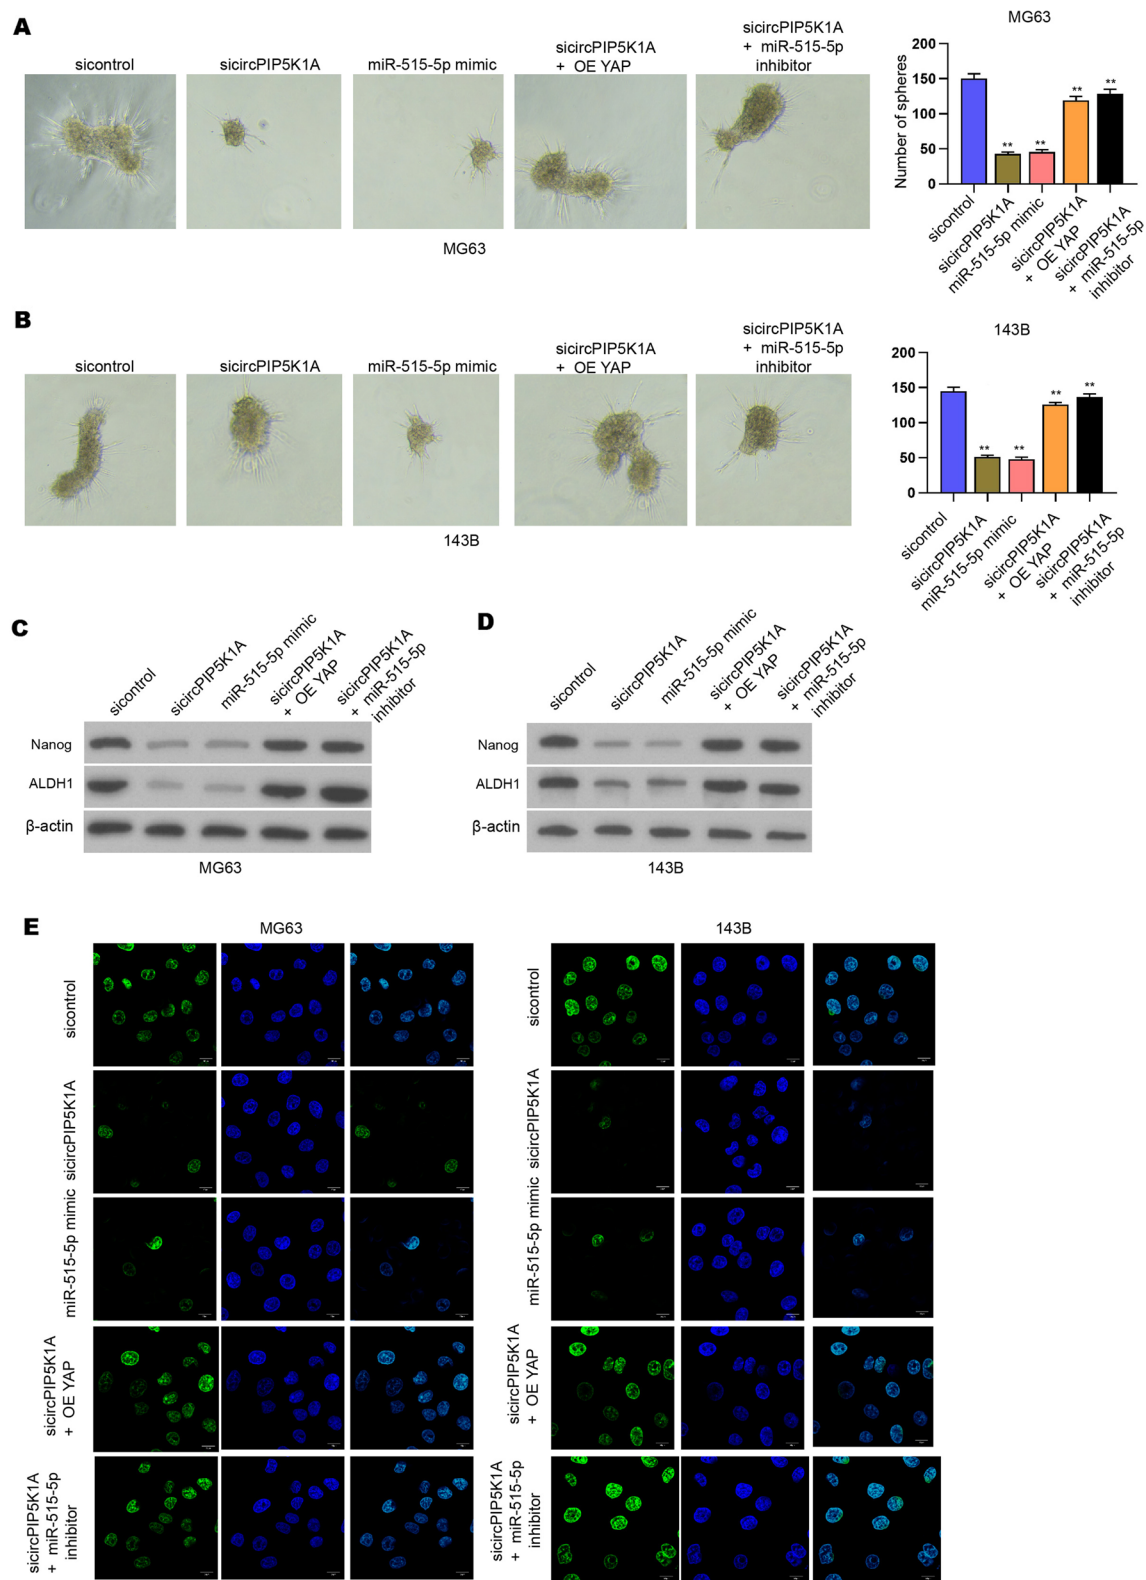 A
sicontrol
sicircPIP5K1A
miR-515-5p mimic
sicircPIP5K1A
+ OE YAP
sicircPIP5K1A
+ miR-515-5p
inhibitor
MG63
MG63
Number of spheres
200
150
100
50
0
**
**
**
**
sicontrol
sicircPIP5K1A
miR-515-5p mimic
sicircPIP5K1A
+ OE YAP
sicircPIP5K1A
+ miR-515-5p
inhibitor
B
sicontrol
sicircPIP5K1A
miR-515-5p mimic
sicircPIP5K1A
+ OE YAP
sicircPIP5K1A
+ miR-515-5p
inhibitor
143B
143B
200
150
100
50
0
**
**
**
**
sicontrol
sicircPIP5K1A
miR-515-5p mimic
sicircPIP5K1A
+ OE YAP
sicircPIP5K1A
+ miR-515-5p
inhibitor
C
sicontrol
sicircPIP5K1A
miR-515-5p mimic
sicircPIP5K1A
+ OE YAP
sicircPIP5K1A
+ miR-515-5p
inhibitor
Nanog
ALDH1
β-actin
MG63
D
sicontrol
sicircPIP5K1A
miR-515-5p mimic
sicircPIP5K1A
+ OE YAP
sicircPIP5K1A
+ miR-515-5p
inhibitor
Nanog
ALDH1
β-actin
143B
E
MG63
sicontrol
sicircPIP5K1A
miR-515-5p mimic
sicircPIP5K1A
+ OE YAP
sicircPIP5K1A
+ miR-515-5p
inhibitor
143B
sicontrol
sicircPIP5K1A
miR-515-5p mimic
sicircPIP5K1A
+ OE YAP
sicircPIP5K1A
+ miR-515-5p
inhibitor